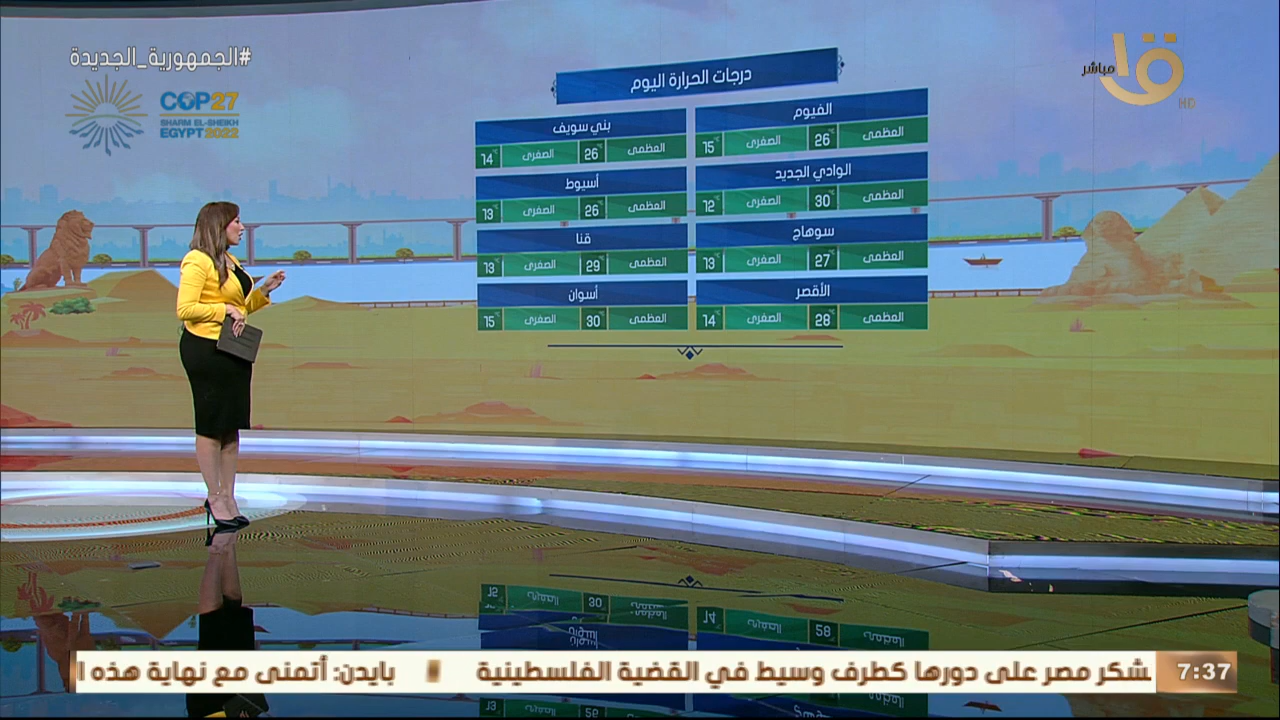 #الجمهورية_الجديدة
COP27
SHARM EL-SHEIKH
EGYPT 2022
مباشر
HD
درجات الحرارة اليوم
الفيوم
العظمى 26° الصغرى 15°
بني سويف
العظمى 26° الصغرى 14°
الوادي الجديد
العظمى 30° الصغرى 12°
أسيوط
العظمى 26° الصغرى 13°
سوهاج
العظمى 27° الصغرى 13°
قنا
العظمى 29° الصغرى 13°
الأقصر
العظمى 28° الصغرى 14°
أسوان
العظمى 30° الصغرى 15°
7:37
شكر مصر على دورها كطرف وسيط في القضية الفلسطينية
بايدن: أتمنى مع نهاية هذه ا